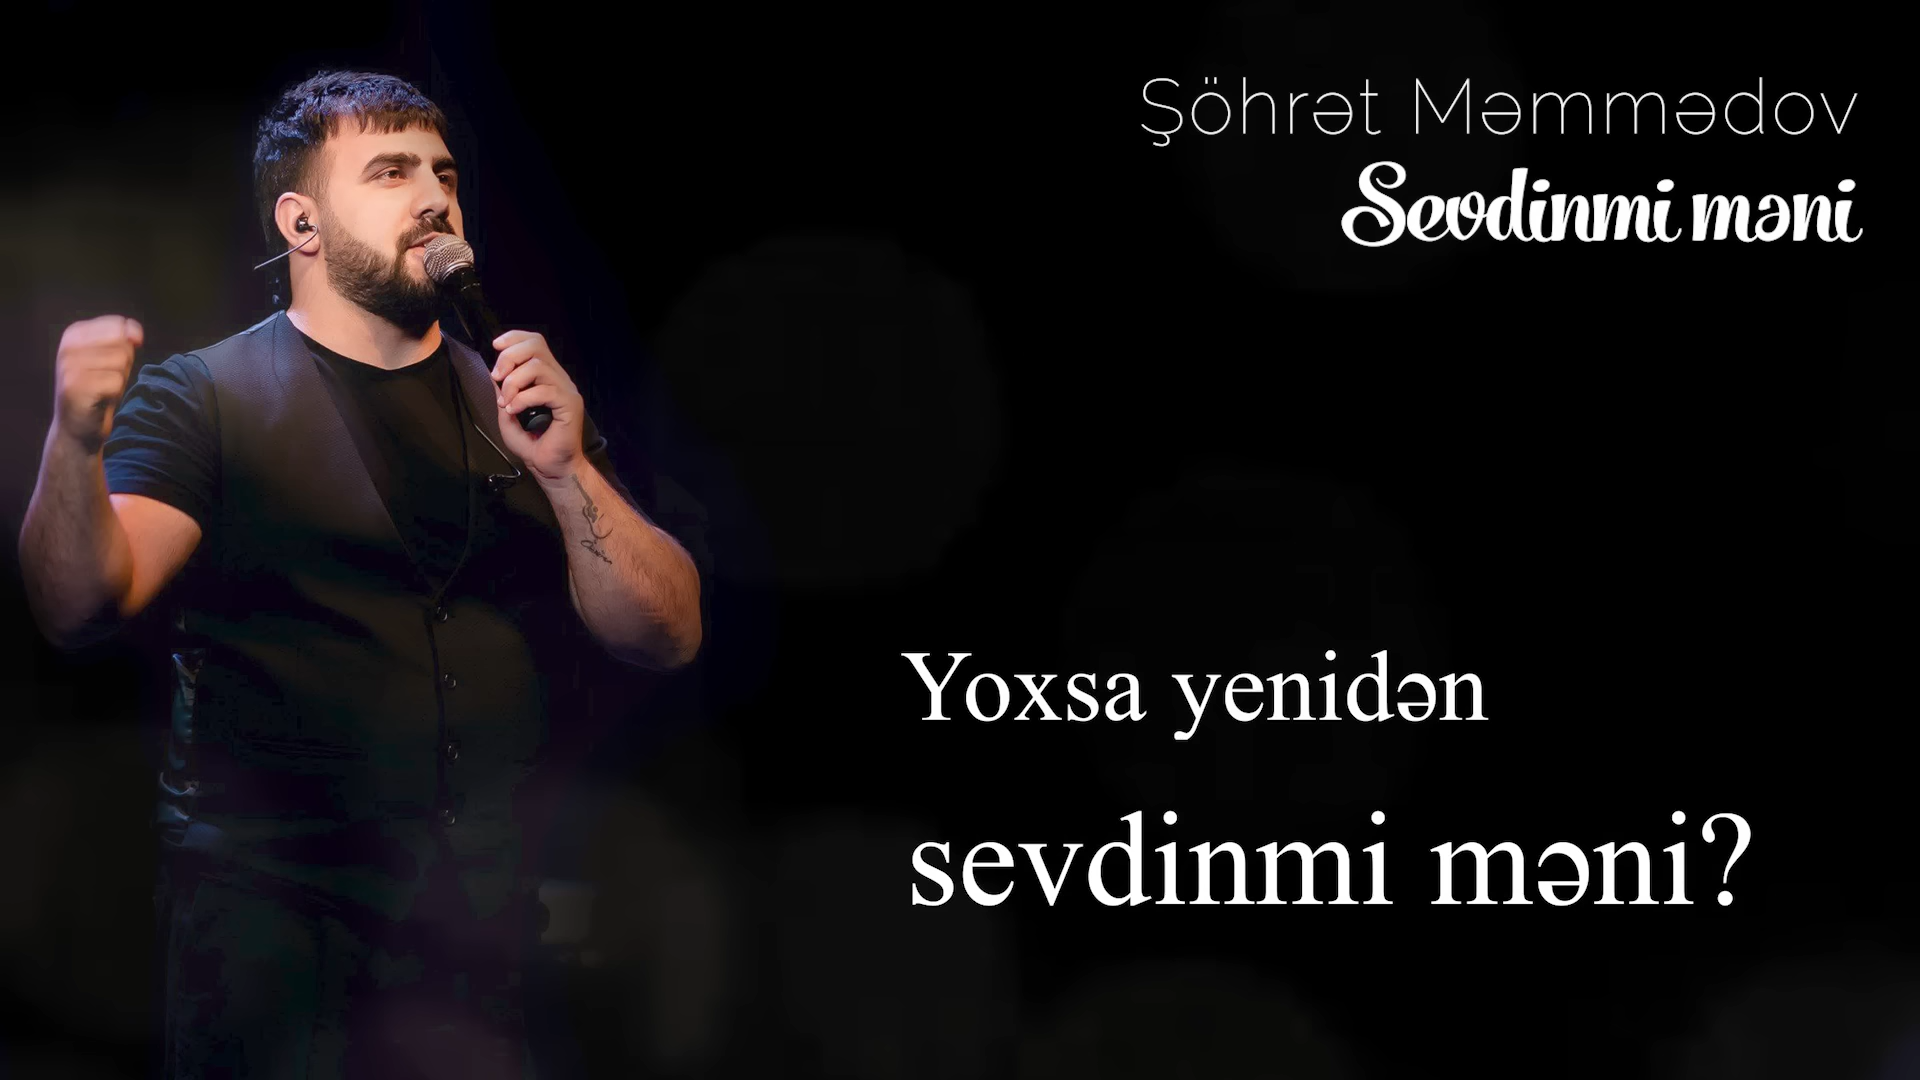 Şöhrət Məmmədov
Sevdinmi məni
Yoxsa yenidən
sevdinmi məni?